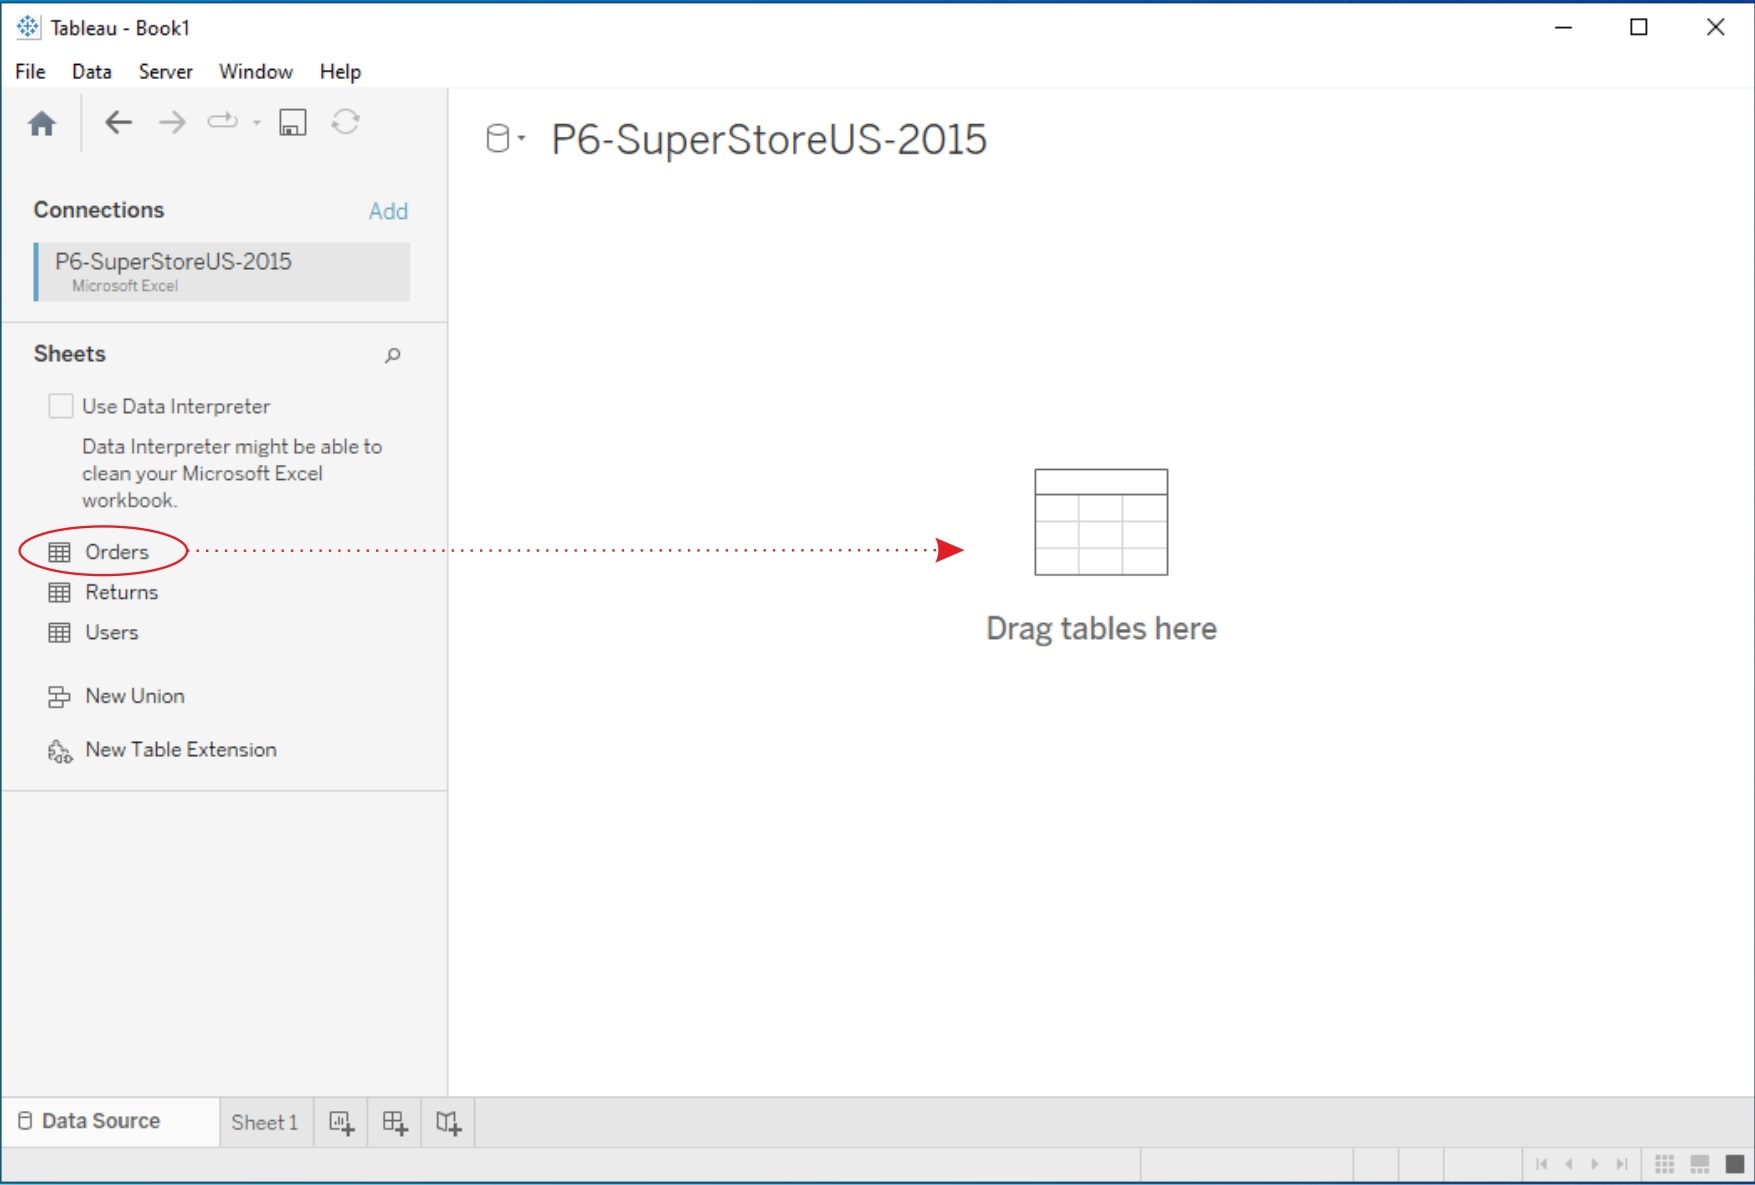 Tableau - Book1
File Data Server Window Help
P6-SuperStoreUS-2015
Connections Add
P6-SuperStoreUS-2015
Microsoft Excel
Sheets
Use Data Interpreter
Data Interpreter might be able to
clean your Microsoft Excel
workbook.
Orders
Returns
Users
New Union
New Table Extension
Drag tables here
Data Source Sheet 1